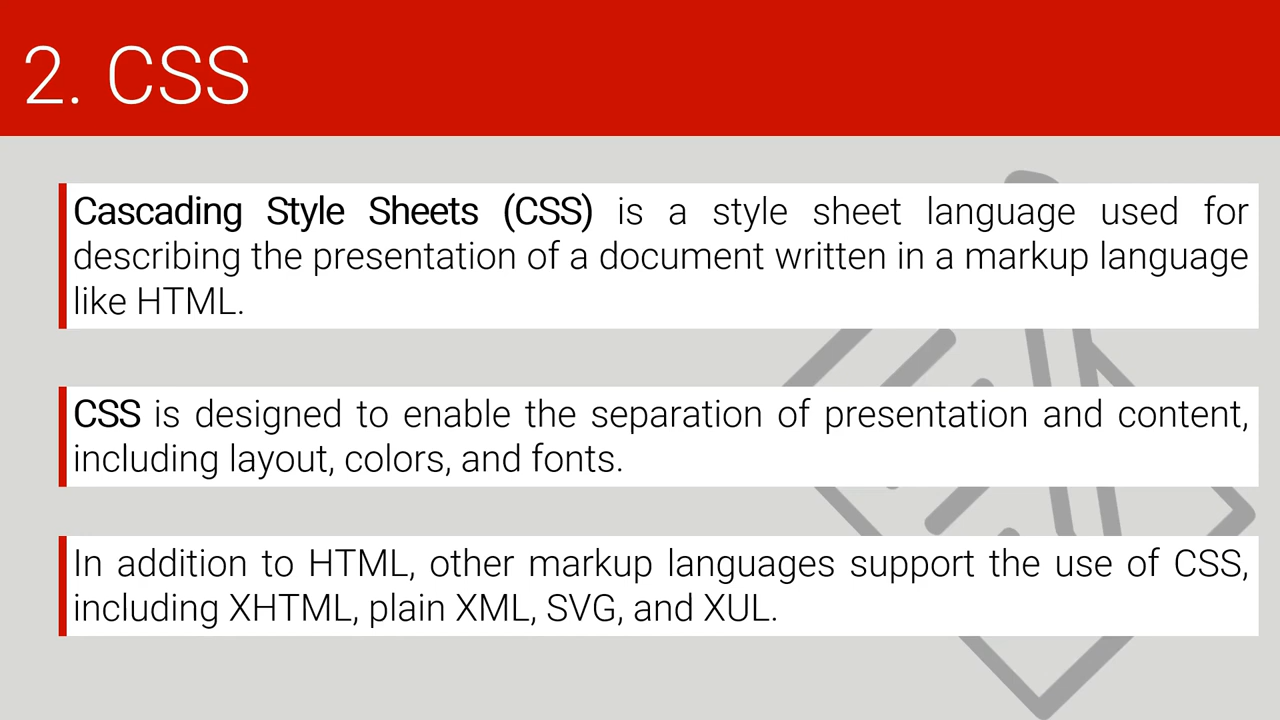 2. CSS
Cascading Style Sheets (CSS) is a style sheet language used for
describing the presentation of a document written in a markup language
like HTML.
CSS is designed to enable the separation of presentation and content,
including layout, colors, and fonts.
In addition to HTML, other markup languages support the use of CSS,
including XHTML, plain XML, SVG, and XUL.